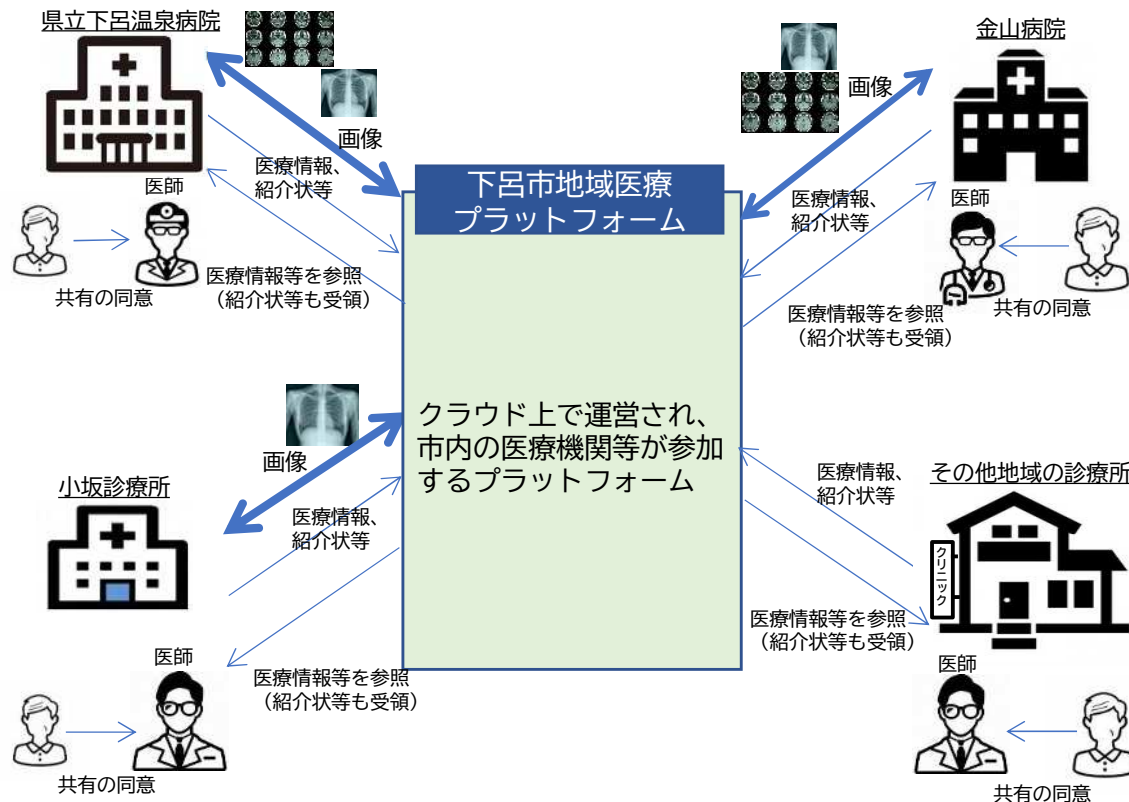 県立下呂温泉病院
画像
医療情報、
紹介状等
医師
共有の同意
医療情報等を参照
（紹介状等も受領）
金山病院
画像
医療情報、
紹介状等
医師
共有の同意
医療情報等を参照
（紹介状等も受領）
下呂市地域医療
プラットフォーム
クラウド上で運営され、
市内の医療機関等が参加
するプラットフォーム
小坂診療所
画像
医療情報、
紹介状等
医師
医療情報等を参照
（紹介状等も受領）
共有の同意
その他地域の診療所
医療情報、
紹介状等
クリニック
医療情報等を参照
（紹介状等も受領）
医師
共有の同意